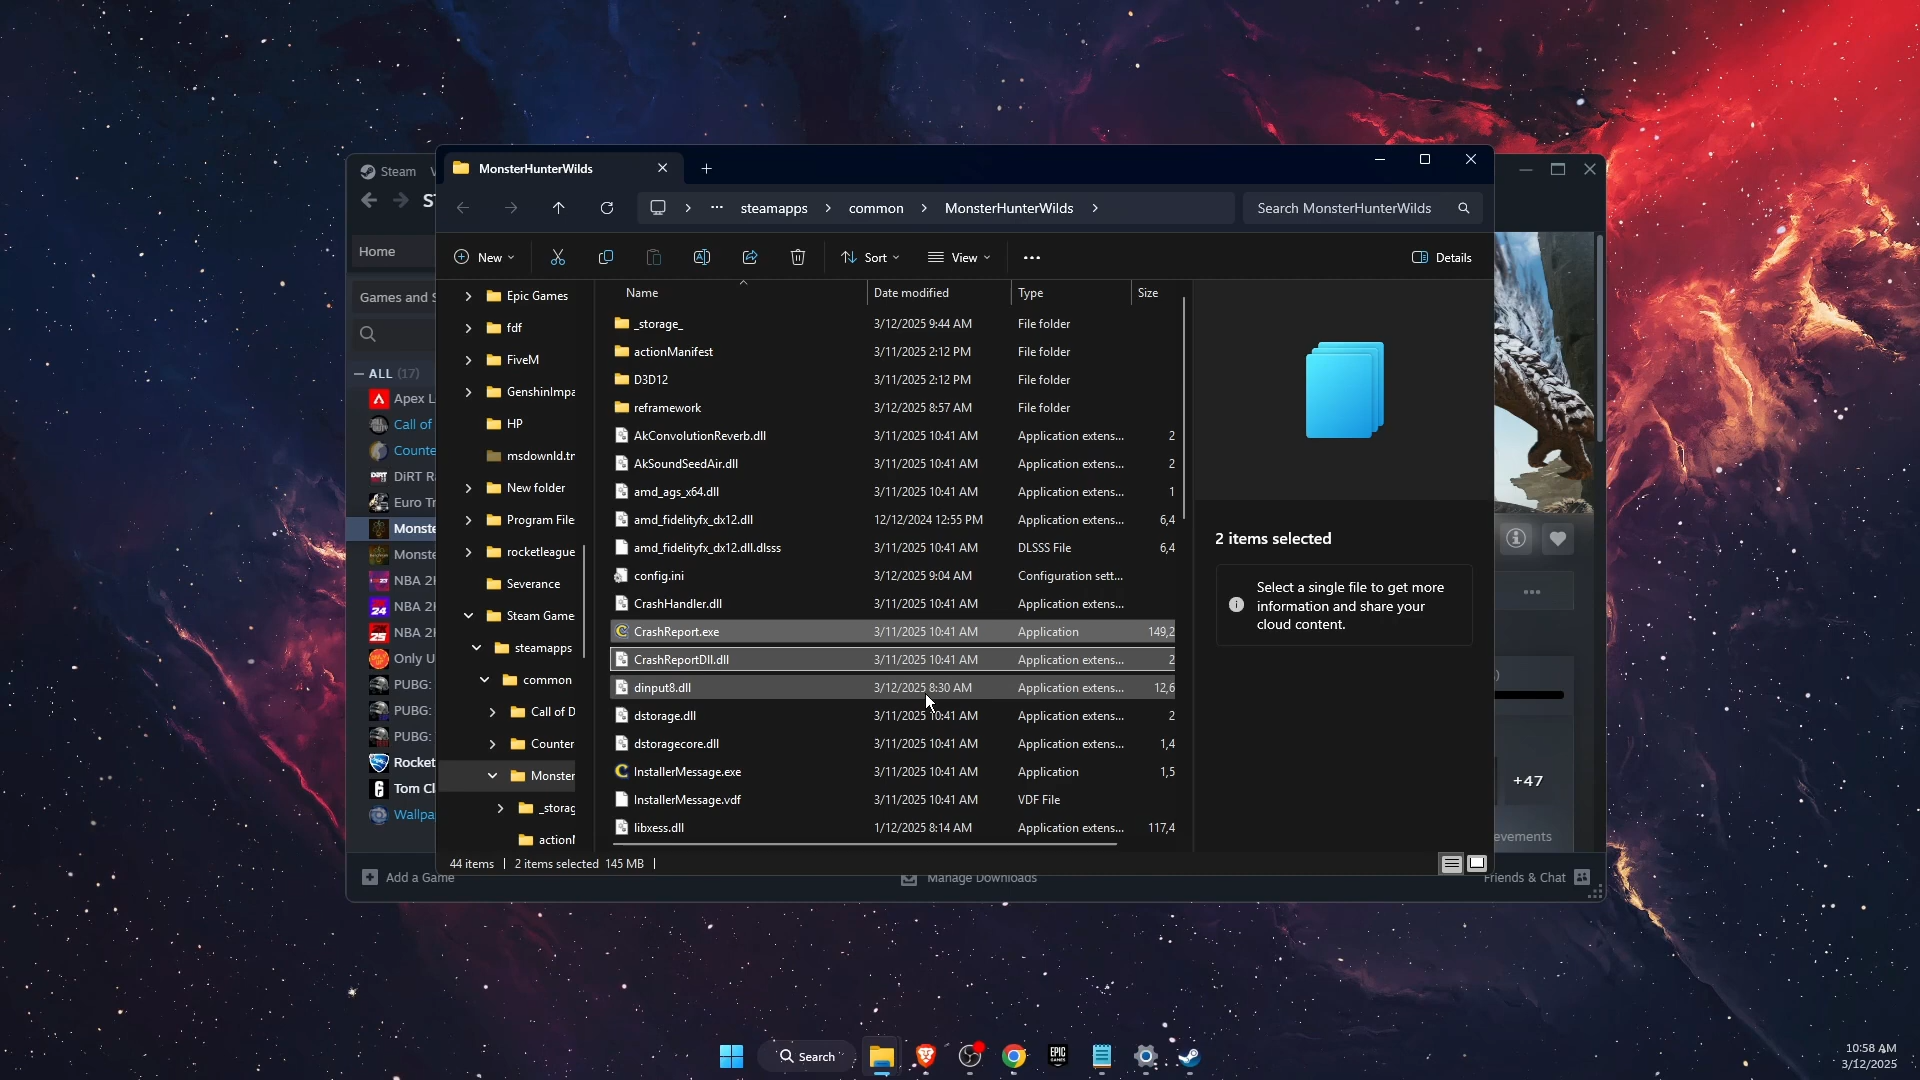 Steam
MonsterHunterWilds
steamapps
common
MonsterHunterWilds
Search MonsterHunterWilds
Home
New
Sort
View
Details
Games and S
ALL (17)
Apex L
Call of
Counte
DiRT R
Euro Tr
Monste
Monste
NBA 2
NBA 2
NBA 2
Only U
PUBG:
PUBG:
PUBG:
Rocket
Tom Cl
Wallpa
Epic Games
fdf
FiveM
GenshinImpa
HP
msdownld.tr
New folder
Program File
rocketleague
Severance
Steam Game
steamapps
common
Call of D
Counter
Monster
_storag
action
Name Date modified Type Size
_storage_ 3/12/2025 9:44 AM File folder
actionManifest 3/11/2025 2:12 PM File folder
D3D12 3/11/2025 2:12 PM File folder
reframework 3/12/2025 8:57 AM File folder
AkConvolutionReverb.dll 3/11/2025 10:41 AM Application extens... 2
AkSoundSeedAir.dll 3/11/2025 10:41 AM Application extens... 2
amd_ags_x64.dll 3/11/2025 10:41 AM Application extens... 1
amd_fidelityfx_dx12.dll 12/12/2024 12:55 PM Application extens... 6,4
amd_fidelityfx_dx12.dll.dlsss 3/11/2025 10:41 AM DLSSS File 6,4
config.ini 3/12/2025 9:04 AM Configuration sett...
CrashHandler.dll 3/11/2025 10:41 AM Application extens...
CrashReport.exe 3/11/2025 10:41 AM Application 149,2
CrashReportDll.dll 3/11/2025 10:41 AM Application extens... 2
dinput8.dll 3/12/2025 8:30 AM Application extens... 12,6
dstorage.dll 3/11/2025 10:41 AM Application extens... 2
dstoragecore.dll 3/11/2025 10:41 AM Application extens... 1,4
InstallerMessage.exe 3/11/2025 10:41 AM Application 1,5
InstallerMessage.vdf 3/11/2025 10:41 AM VDF File
libxess.dll 1/12/2025 8:14 AM Application extens... 117,4
2 items selected
Select a single file to get more
information and share your
cloud content.
+47
evements
44 items 2 items selected 145 MB
Add a Game
Manage Downloads
Friends & Chat
Search
EPIC
GAMES
10:58 AM
3/12/2025